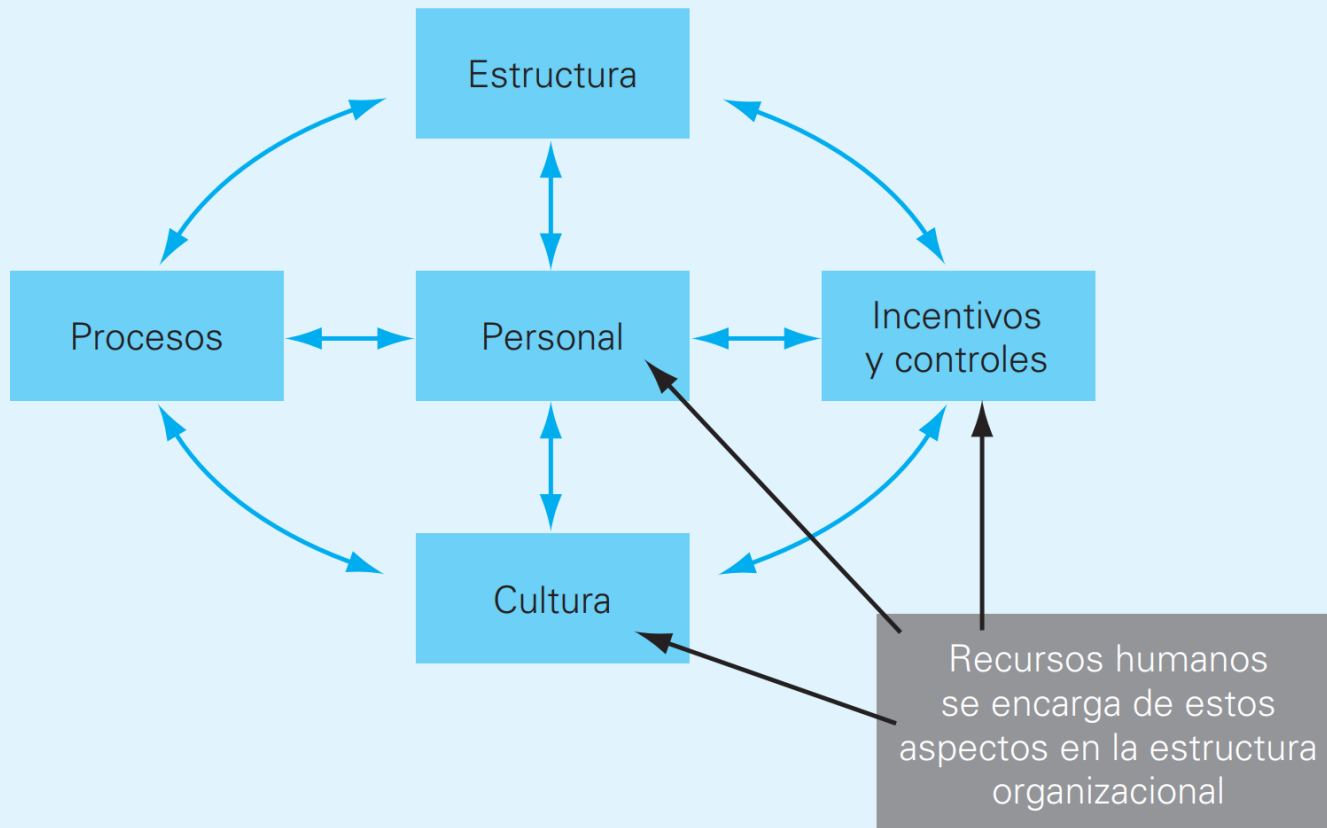 Estructura
Procesos
Personal
Incentivos
y controles
Cultura
Recursos humanos
se encarga de estos
aspectos en la estructura
organizacional